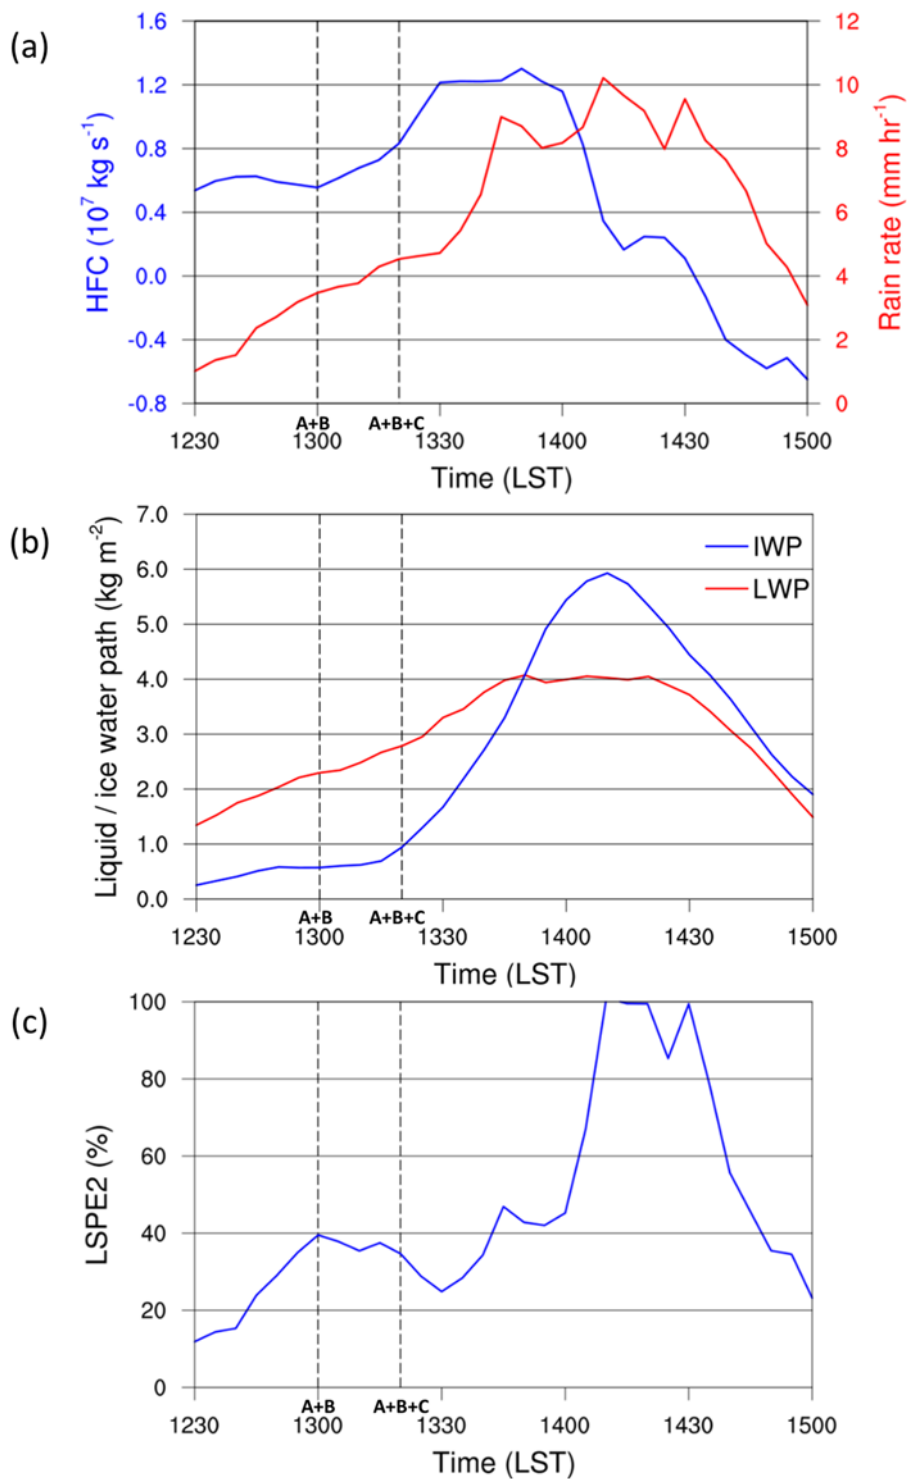 (a)
1.6
1.2
0.8
0.4
0.0
-0.4
-0.8
HFC (10⁷ kg s⁻¹)
12
10
8
6
4
2
0
Rain rate (mm hr⁻¹)
A+B
A+B+C
1230
1300
1330
1400
1430
1500
Time (LST)
(b)
7.0
6.0
5.0
4.0
3.0
2.0
1.0
0.0
Liquid / ice water path (kg m⁻²)
IWP
LWP
A+B
A+B+C
1230
1300
1330
1400
1430
1500
Time (LST)
(c)
100
80
60
40
20
0
LSPE2 (%)
A+B
A+B+C
1230
1300
1330
1400
1430
1500
Time (LST)